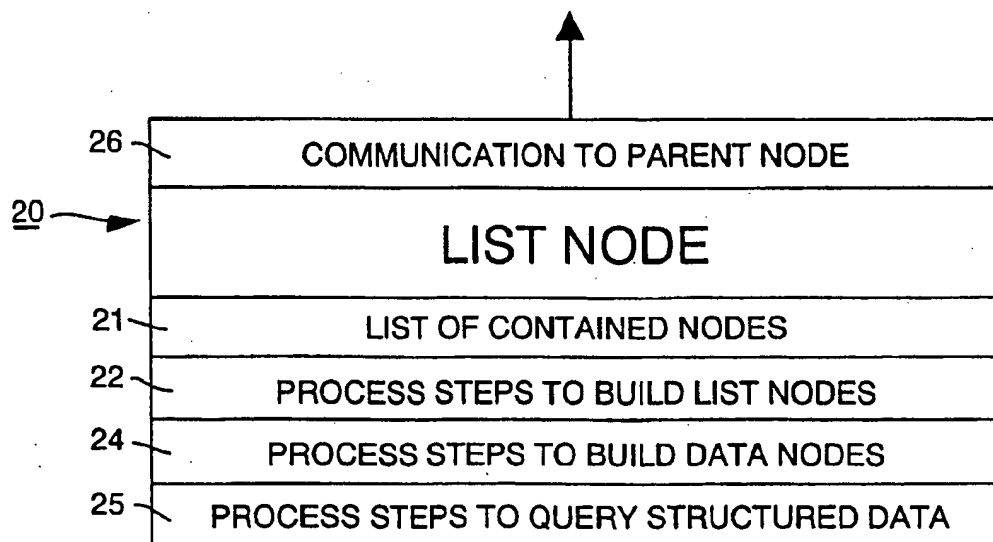 26 COMMUNICATION TO PARENT NODE
20 LIST NODE
21 LIST OF CONTAINED NODES
22 PROCESS STEPS TO BUILD LIST NODES
24 PROCESS STEPS TO BUILD DATA NODES
25 PROCESS STEPS TO QUERY STRUCTURED DATA